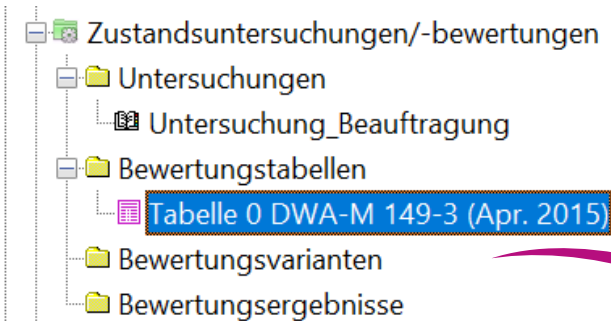 Zustandsuntersuchungen/-bewertungen
Untersuchungen
Untersuchung_Beauftragung
Bewertungstabellen
Tabelle 0 DWA-M 149-3 (Apr. 2015)
Bewertungsvarianten
Bewertungsergebnisse